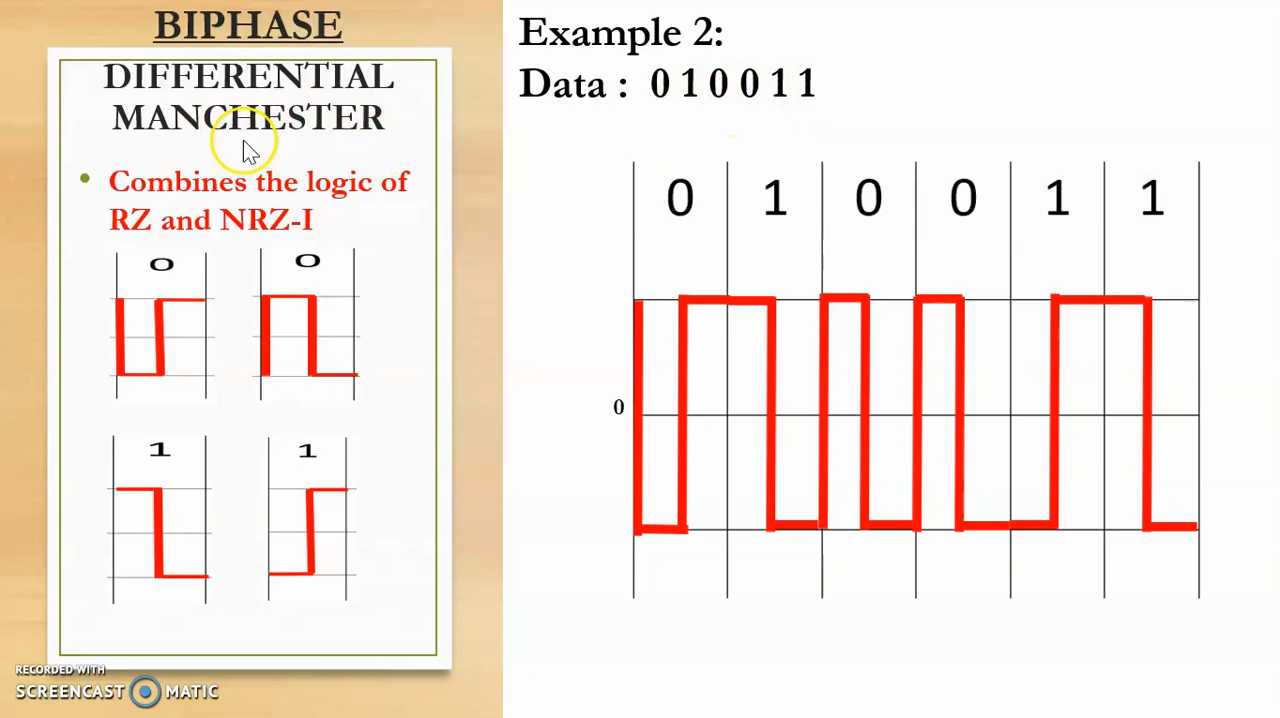 BIPHASE
DIFFERENTIAL
MANCHESTER
• Combines the logic of
RZ and NRZ-I
0 0
1 1
Example 2:
Data : 0 1 0 0 1 1
0 1 0 0 1 1
0
RECORDED WITH
SCREENCAST MATIC